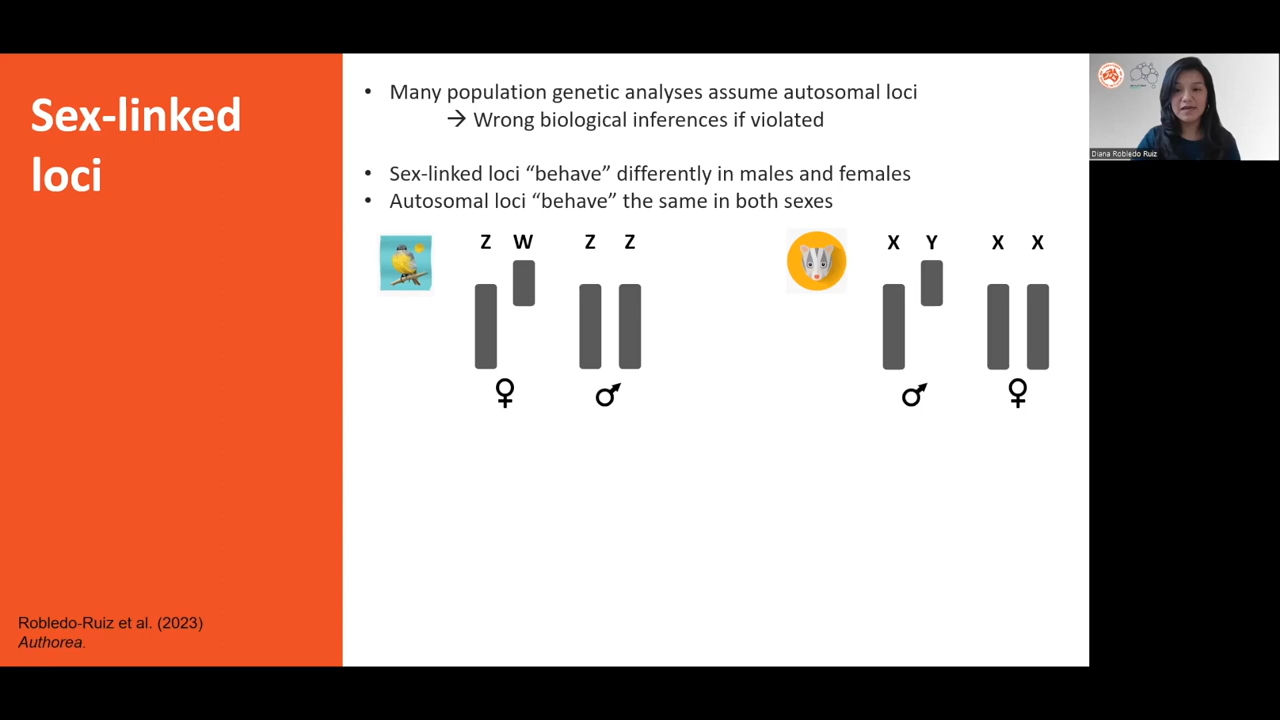 Sex-linked
loci
• Many population genetic analyses assume autosomal loci
→ Wrong biological inferences if violated
• Sex-linked loci “behave” differently in males and females
• Autosomal loci “behave” the same in both sexes
Z W Z Z
X Y X X
♀ ♂
♂ ♀
Robledo-Ruiz et al. (2023)
Authorea.
Diana Robledo Ruiz